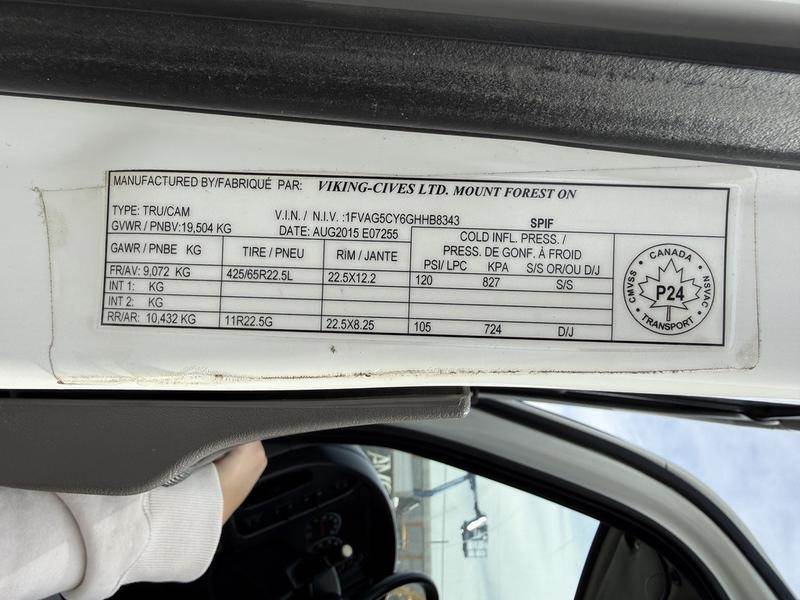 MANUFACTURED BY/FABRIQUÉ PAR: VIKING-CIVES LTD. MOUNT FOREST ON
TYPE: TRU/CAM V.I.N./ N.I.V. :1FVAG5CY6GHHB8343 SPIF
GVWR / PNBV:19,504 KG DATE: AUG2015 E07255
GAWR / PNBE KG TIRE / PNEU RIM / JANTE COLD INFL. PRESS./
PRESS. DE GONF. À FROID
PSI/ LPC KPA S/S OR/OU D/J
FR/AV: 9,072 KG 425/65R22.5L 22.5X12.2 120 827 S/S
INT 1: KG
INT 2: KG
RR/AR: 10,432 KG 11R22.5G 22.5X8.25 105 724 D/J
CANADA
CMVSS P24 NSVAC
TRANSPORT